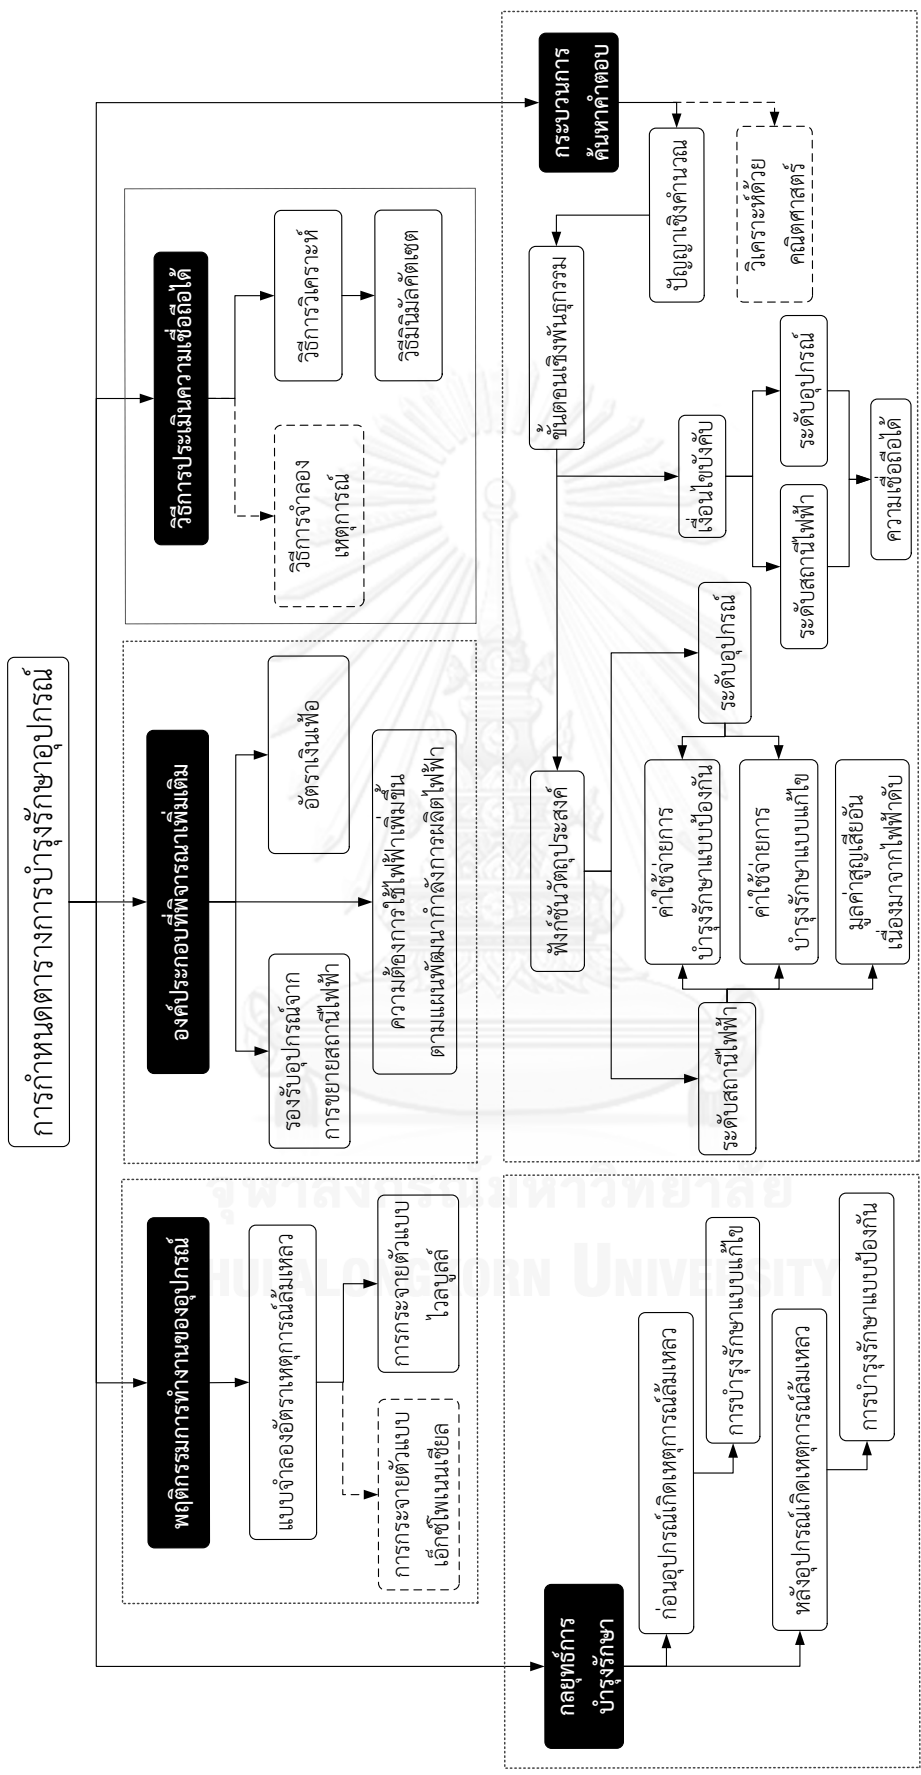 การกำหนดตารางการบำรุงรักษาอุปกรณ์
พฤติกรรมการทำงานของอุปกรณ์
แบบจำลองอัตราเหตุการณ์ล้มเหลว
การกระจายตัวแบบ
เอ็กซ์โพเนนเชียล
การกระจายตัวแบบ
ไวลบูลล์
องค์ประกอบที่พิจารณาเพิ่มเติม
รองรับอุปกรณ์จาก
การขยายสถานีไฟฟ้า
อัตราเงินเฟ้อ
ความต้องการใช้ไฟฟ้าเพิ่มขึ้น
ตามแผนพัฒนากำลังการผลิตไฟฟ้า
วิธีการประเมินความเชื่อถือได้
วิธีการจำลอง
เหตุการณ์
วิธีการวิเคราะห์
วิธีมินิมัลคัตเซต
กลยุทธ์การ
บำรุงรักษา
ก่อนอุปกรณ์เกิดเหตุการณ์ล้มเหลว
การบำรุงรักษาแบบแก้ไข
หลังอุปกรณ์เกิดเหตุการณ์ล้มเหลว
การบำรุงรักษาแบบป้องกัน
กระบวนการ
ค้นหาคำตอบ
ปัญญาเชิงคำนวณ
วิเคราะห์ด้วย
คณิตศาสตร์
ขั้นตอนเชิงพันธุกรรม
ฟังก์ชันวัตถุประสงค์
ระดับสถานีไฟฟ้า
ระดับอุปกรณ์
ค่าใช้จ่ายการ
บำรุงรักษาแบบป้องกัน
ค่าใช้จ่ายการ
บำรุงรักษาแบบแก้ไข
มูลค่าสูญเสียอัน
เนื่องมาจากไฟฟ้าดับ
เงื่อนไขบังคับ
ระดับสถานีไฟฟ้า
ระดับอุปกรณ์
ความเชื่อถือได้
จุฬาลงกรณ์มหาวิทยาลัย
CHULALONGKORN UNIVERSITY